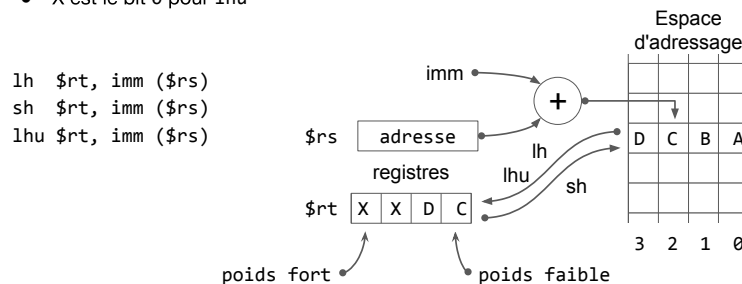 X est le bit 0 pour lhu
lh $rt, imm ($rs)
sh $rt, imm ($rs)
lhu $rt, imm ($rs)
Espace
d'adressage
imm
+
$rs adresse
D C B A
lh
registres
lhu
sh
$rt X X D C
3 2 1 0
poids fort
poids faible